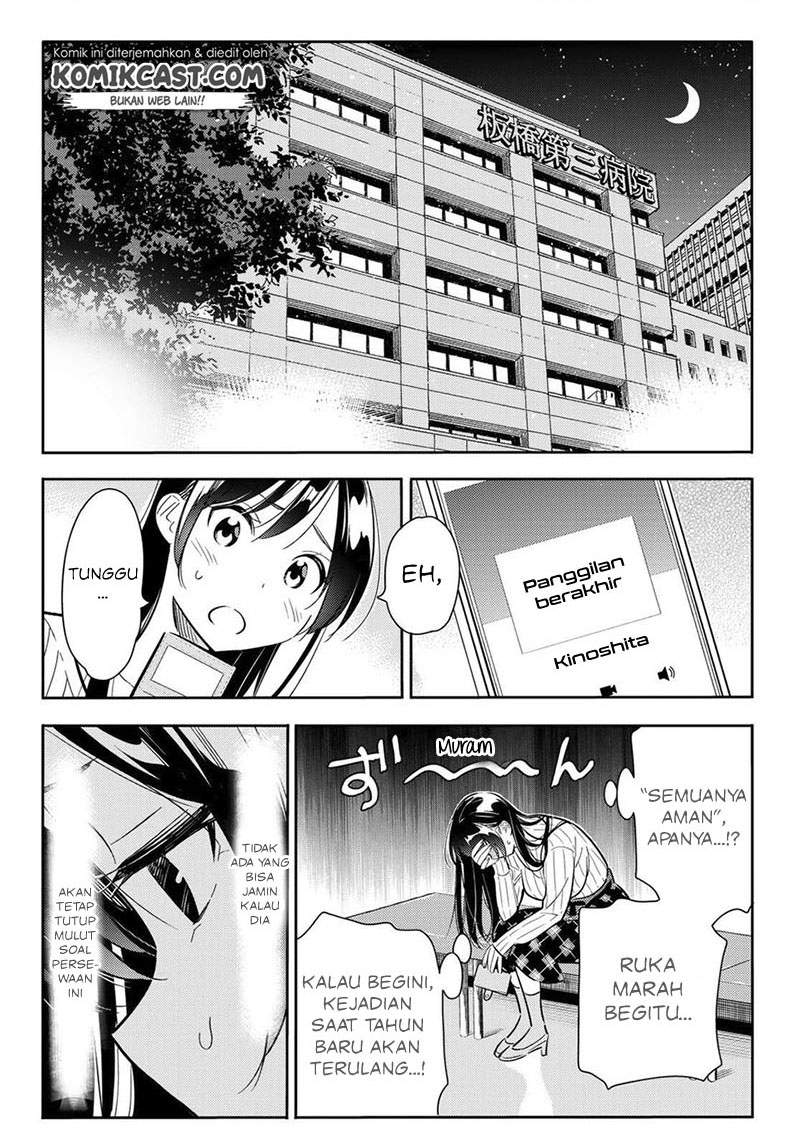 Komik ini diterjemahkan & diedit oleh
KOMIKCAST.COM
BUKAN WEB LAIN!!
板橋第三病院
Panggilan
berakhir
Kinoshita
EH,
TUNGGU
...
"SEMUANYA
AMAN",
APANYA...!?
Muram
ず〜〜ん
RUKA
MARAH
BEGITU...
KALAU BEGINI,
KEJADIAN
SAAT TAHUN
BARU AKAN
TERULANG...!
TIDAK
ADA YANG
BISA
JAMIN
KALAU
DIA
AKAN
TETAP
TUTUP
MULUT
SOAL
PERSE-
WAAN
INI